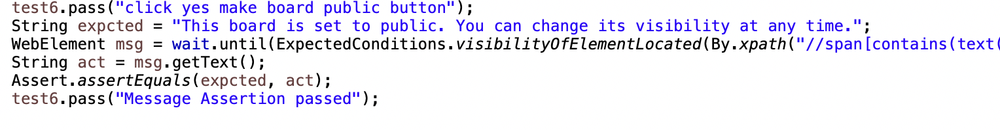 test6.pass("click yes make board public button");
String expcted = "This board is set to public. You can change its visibility at any time.";
WebElement msg = wait.until(ExpectedConditions.visibilityOfElementLocated(By.xpath("//span[contains(text(
String act = msg.getText();
Assert.assertEquals(expcted, act);
test6.pass("Message Assertion passed");